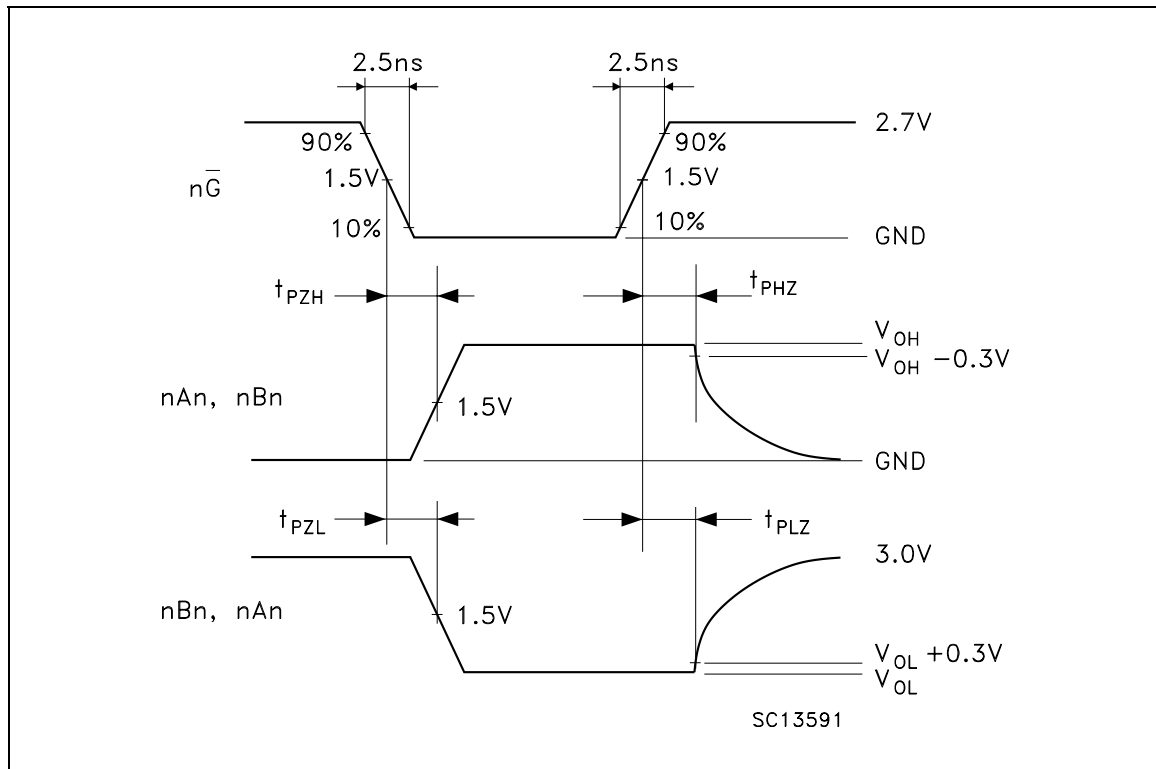 2.5ns 2.5ns
2.7V
90% 90%
nG̅ 1.5V 1.5V
10% 10%
GND
tPZH tPHZ
VOH
VOH −0.3V
nAn, nBn 1.5V
GND
tPZL tPLZ
3.0V
nBn, nAn 1.5V
VOL +0.3V
VOL
SC13591